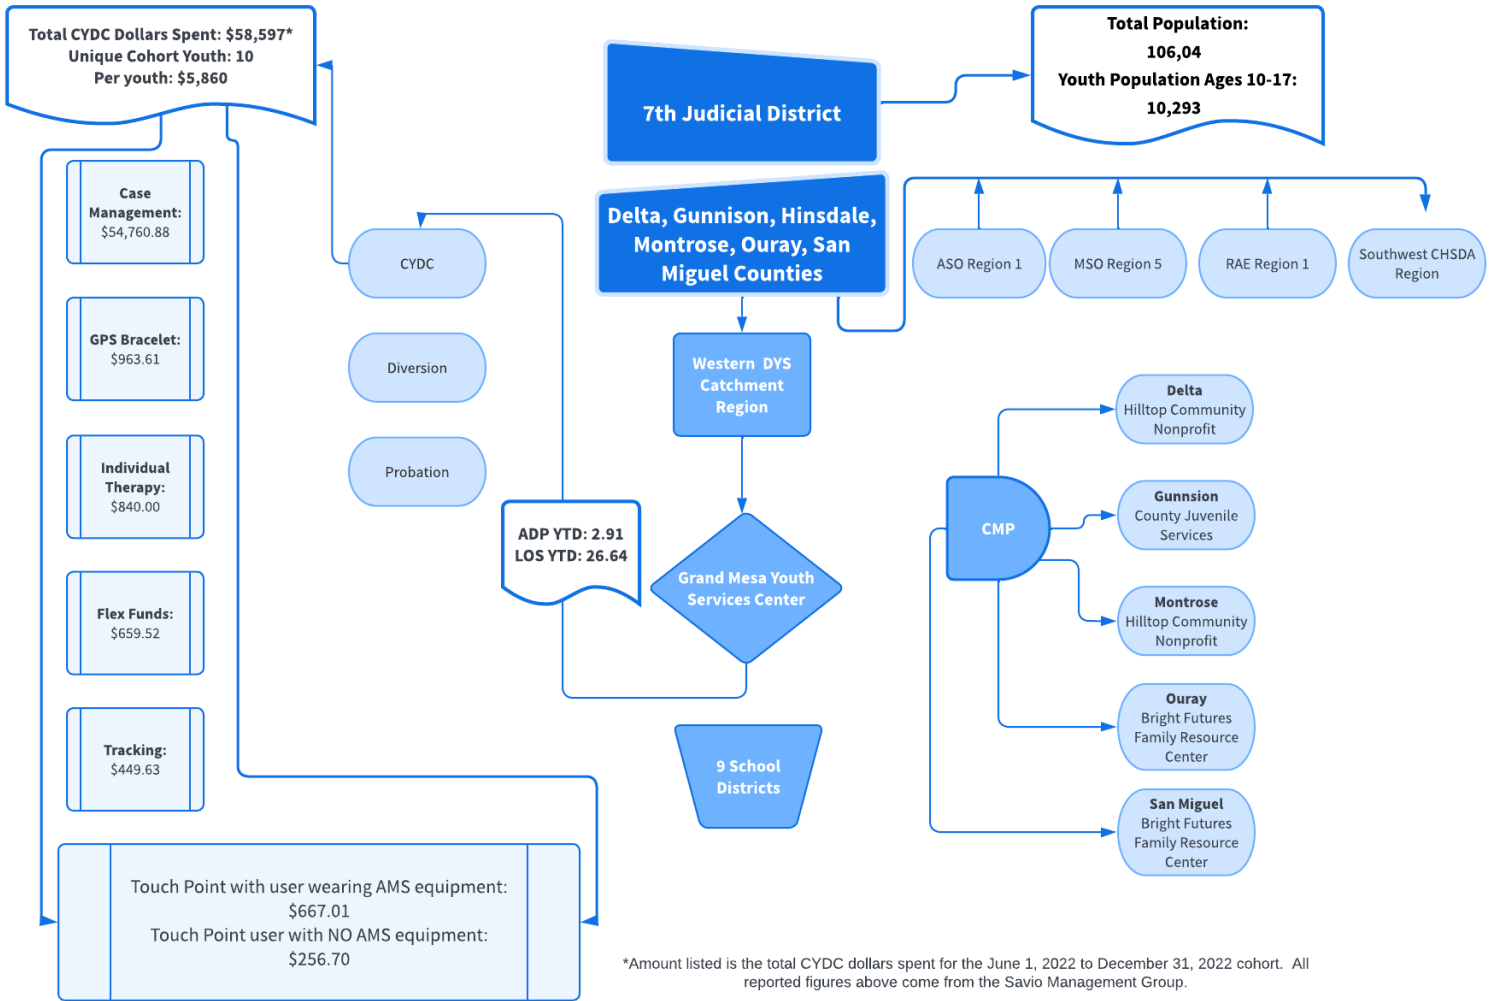 Total CYDC Dollars Spent: $58,597*
Unique Cohort Youth: 10
Per youth: $5,860
7th Judicial District
Total Population:
106,04
Youth Population Ages 10-17:
10,293
Case
Management:
$54,760.88
GPS Bracelet:
$963.61
Individual
Therapy:
$840.00
Flex Funds:
$659.52
Tracking:
$449.63
Touch Point with user wearing AMS equipment:
$667.01
Touch Point user with NO AMS equipment:
$256.70
CYDC
Diversion
Probation
ADP YTD: 2.91
LOS YTD: 26.64
Delta, Gunnison, Hinsdale,
Montrose, Ouray, San
Miguel Counties
Western DYS
Catchment
Region
Grand Mesa Youth
Services Center
9 School
Districts
ASO Region 1
MSO Region 5
RAE Region 1
Southwest CHSDA
Region
CMP
Delta
Hilltop Community
Nonprofit
Gunnsion
County Juvenile
Services
Montrose
Hilltop Community
Nonprofit
Ouray
Bright Futures
Family Resource
Center
San Miguel
Bright Futures
Family Resource
Center
*Amount listed is the total CYDC dollars spent for the June 1, 2022 to December 31, 2022 cohort. All
reported figures above come from the Savio Management Group.